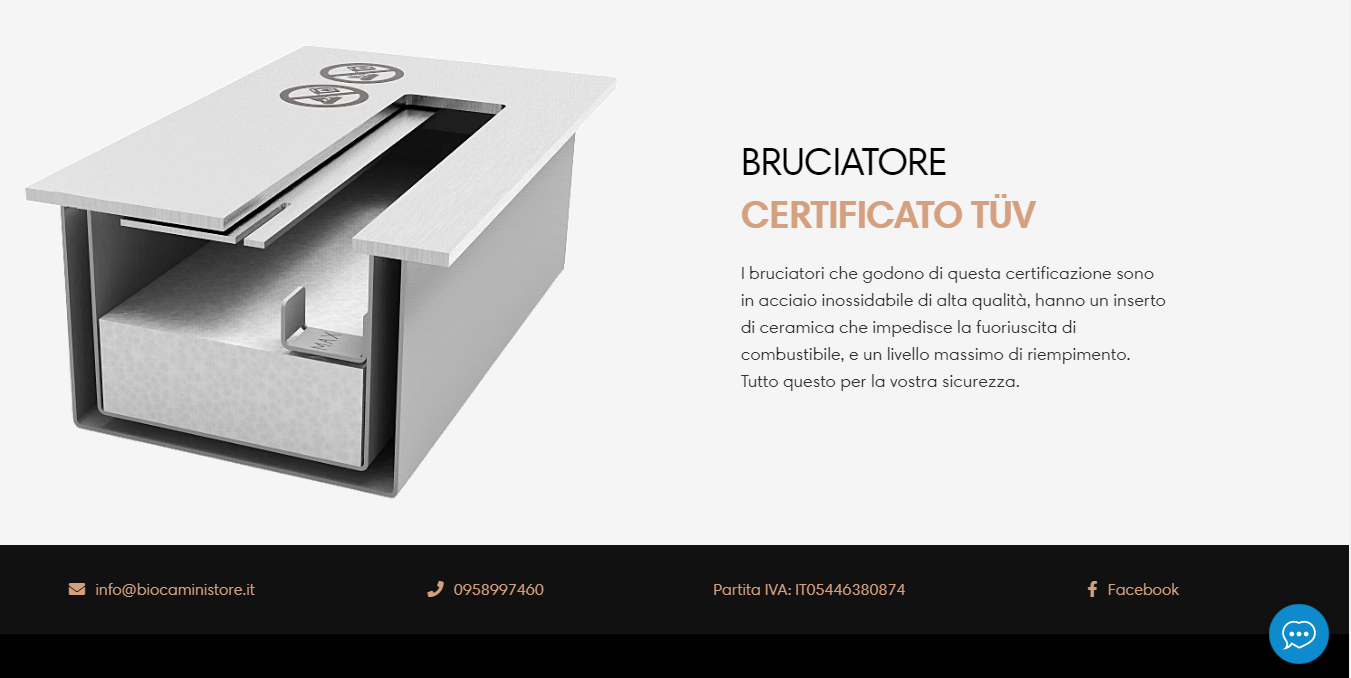 MAX
BRUCIATORE
CERTIFICATO TÜV
I bruciatori che godono di questa certificazione sono
in acciaio inossidabile di alta qualità, hanno un inserto
di ceramica che impedisce la fuoriuscita di
combustibile, e un livello massimo di riempimento.
Tutto questo per la vostra sicurezza.
info@biocaministore.it
0958997460
Partita IVA: IT05446380874
Facebook